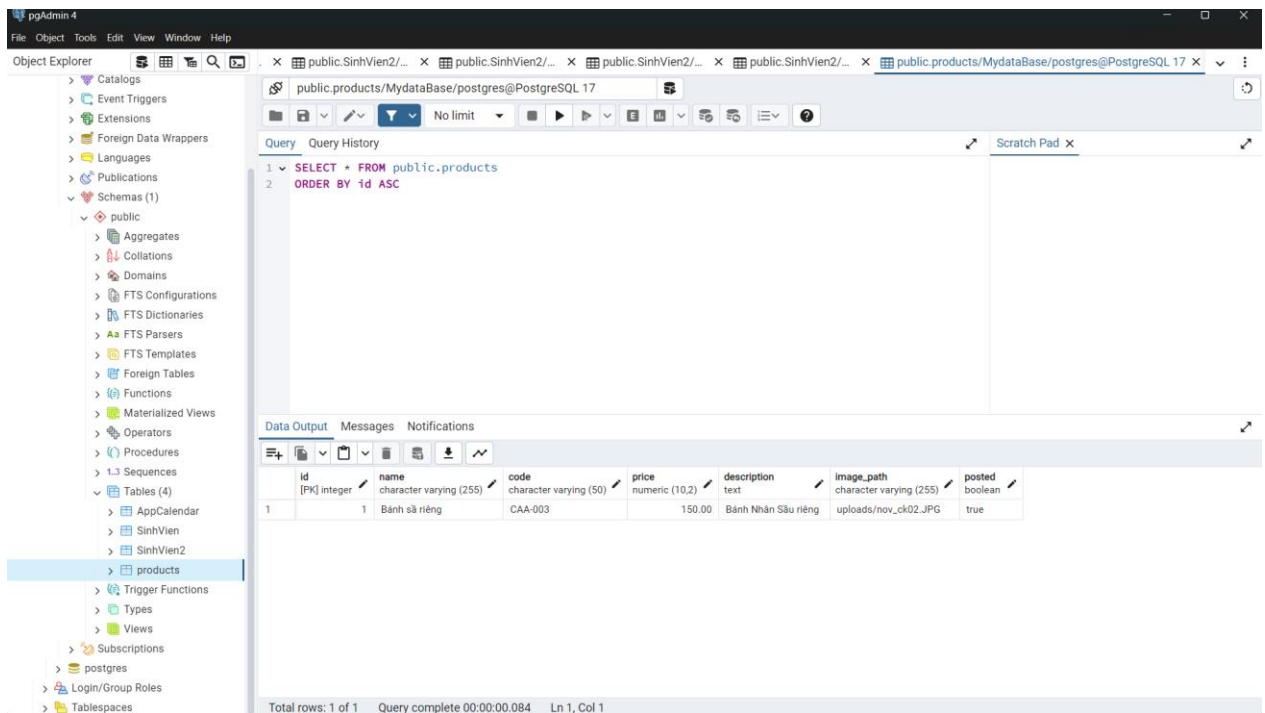 pgAdmin 4
File Object Tools Edit View Window Help
Object Explorer
public.SinhVien2/... public.SinhVien2/... public.SinhVien2/... public.SinhVien2/... public.products/MydataBase/postgres@PostgreSQL 17
Catalogs
Event Triggers
Extensions
Foreign Data Wrappers
Languages
Publications
Schemas (1)
public
Aggregates
Collations
Domains
FTS Configurations
FTS Dictionaries
FTS Parsers
FTS Templates
Foreign Tables
Functions
Materialized Views
Operators
Procedures
1..3 Sequences
Tables (4)
AppCalendar
SinhVien
SinhVien2
products
Trigger Functions
Types
Views
Subscriptions
postgres
Login/Group Roles
Tablespaces
public.products/MydataBase/postgres@PostgreSQL 17
No limit
Query Query History
Scratch Pad
1 SELECT * FROM public.products
2 ORDER BY id ASC
Data Output Messages Notifications
id name code price description image_path posted
[PK] integer character varying (255) character varying (50) numeric (10,2) text character varying (255) boolean
1 1 Bánh sầ riêng CAA-003 150.00 Bánh Nhân Sầu riêng uploads/nov_ck02.JPG true
Total rows: 1 of 1 Query complete 00:00:00.084 Ln 1, Col 1